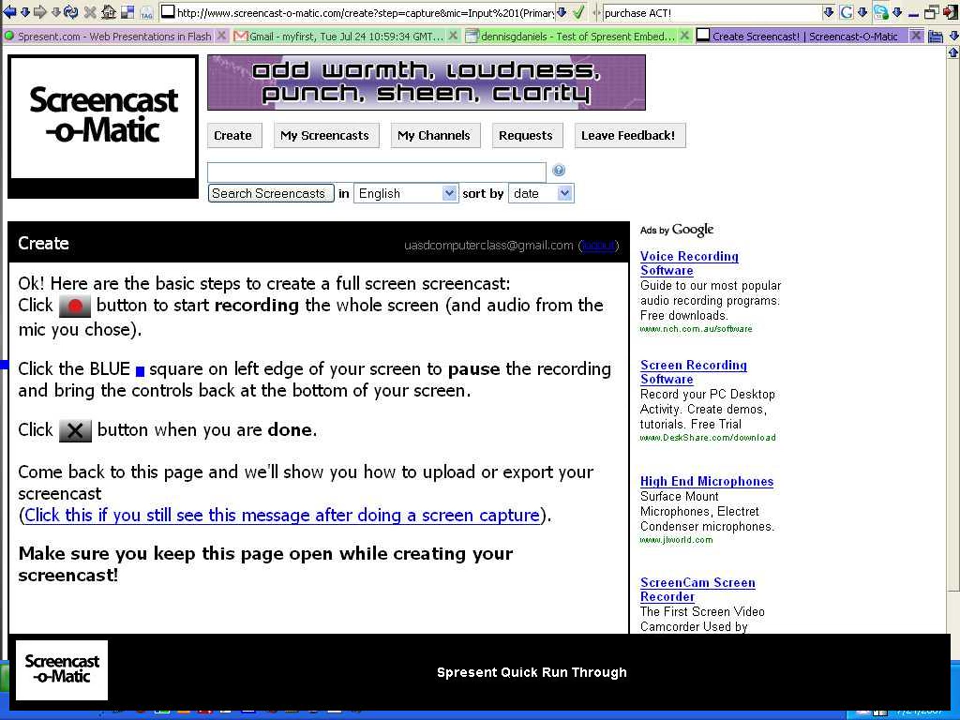 http://www.screencast-o-matic.com/create?step=capture&mic=Input%201(Primar
purchase ACT!
Spresent.com - Web Presentations in Flash
Gmail - myfirst, Tue Jul 24 10:59:34 GMT...
dennisgdaniels - Test of Spresent Embed...
Create Screencast! | Screencast-O-Matic
Screencast
-o-Matic
add warmth, loudness,
punch, sheen, clarity
Create
My Screencasts
My Channels
Requests
Leave Feedback!
Search Screencasts in English sort by date
Create
uasdcomputerclass@gmail.com (logout)
Ok! Here are the basic steps to create a full screen screencast:
Click button to start recording the whole screen (and audio from the
mic you chose).
Click the BLUE square on left edge of your screen to pause the recording
and bring the controls back at the bottom of your screen.
Click button when you are done.
Come back to this page and we'll show you how to upload or export your
screencast
(Click this if you still see this message after doing a screen capture).
Make sure you keep this page open while creating your
screencast!
Ads by Google
Voice Recording
Software
Guide to our most popular
audio recording programs.
Free downloads.
www.nch.com.au/software
Screen Recording
Software
Record your PC Desktop
Activity. Create demos,
tutorials. Free Trial
www.DeskShare.com/download
High End Microphones
Surface Mount
Microphones, Electret
Condenser microphones.
www.jlworld.com
ScreenCam Screen
Recorder
The First Screen Video
Camcorder Used by
Screencast
-o-Matic
Spresent Quick Run Through